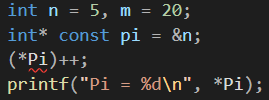 int n = 5, m = 20;
int* const pi = &n;
(*Pi)++;
printf("Pi = %d\n", *Pi);